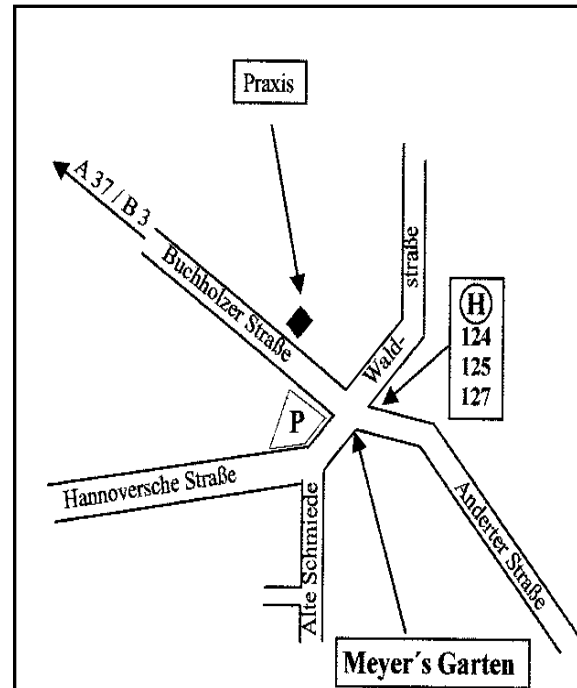 Praxis
A 37 / B 3
Buchholzer Straße
Wald-
straße
H
124
125
127
P
Hannoversche Straße
Alte Schmiede
Anderter Straße
Meyer´s Garten